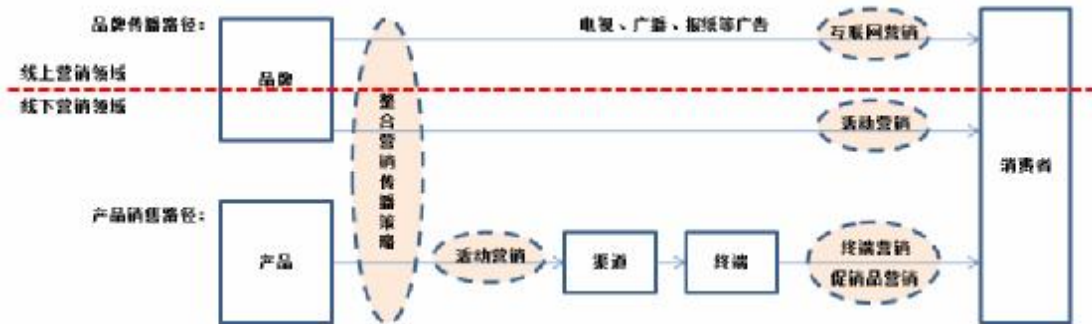 品牌传播路径：
电视、广播、报纸等广告
互联网营销
线上营销领域
品牌
线下营销领域
整合营销传播策略
活动营销
消费者
产品销售路径：
产品
活动营销
渠道
终端
终端营销
促销品营销